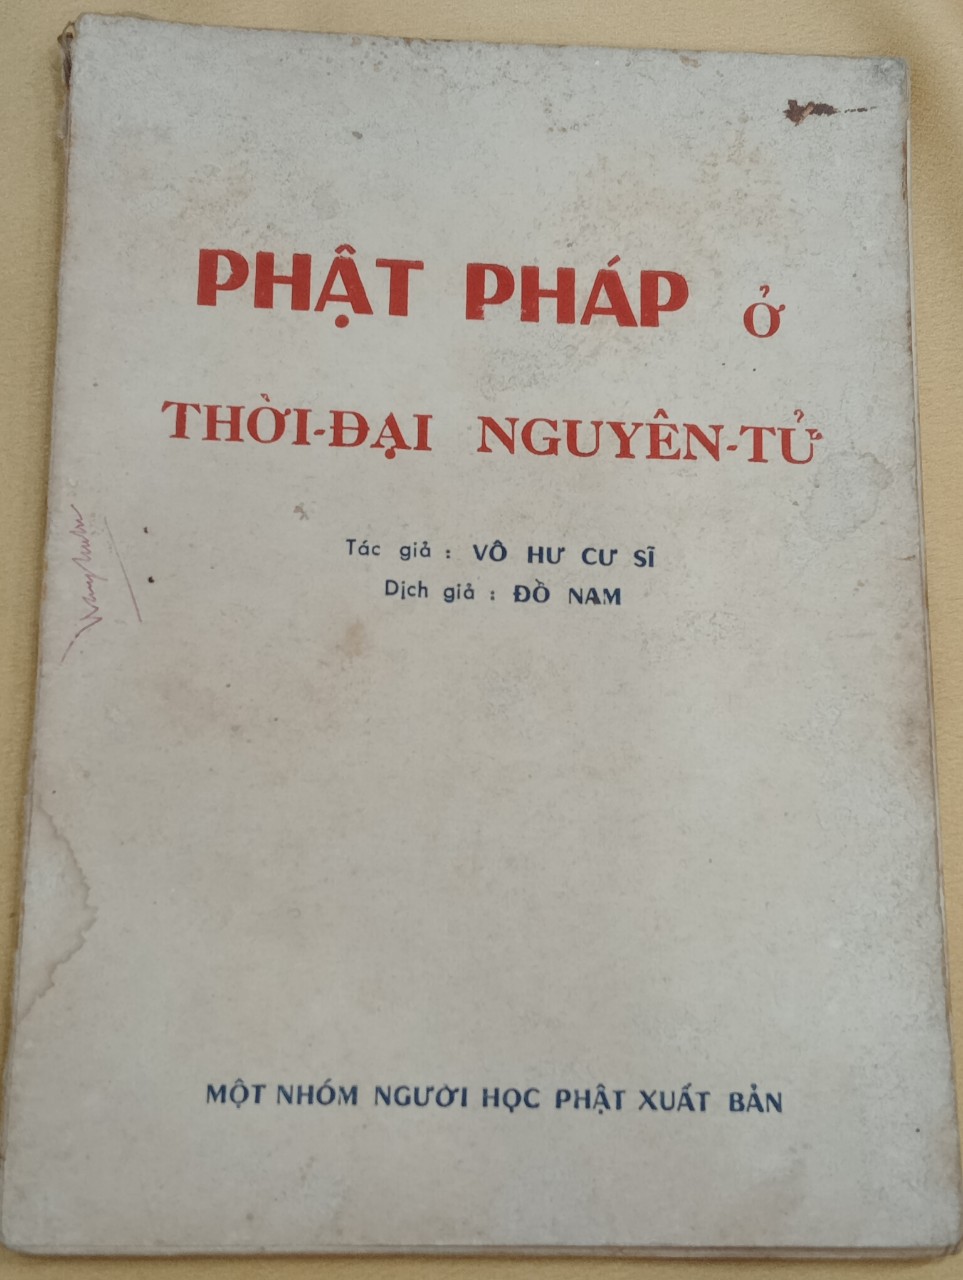 PHẬT PHÁP Ở
THỜI-ĐẠI NGUYÊN-TỬ
Tác giả : VÔ HƯ CƯ SĨ
Dịch giả : ĐỒ NAM
MỘT NHÓM NGƯỜI HỌC PHẬT XUẤT BẢN